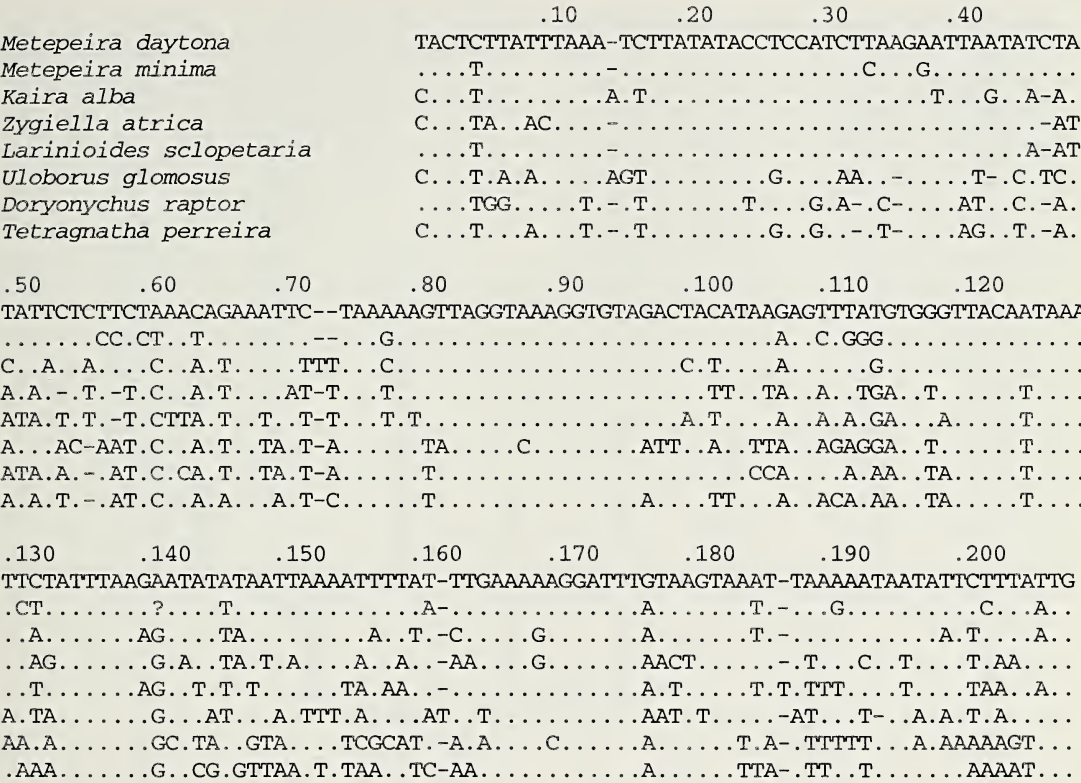 .10 .20 .30 .40
Metepeira daytona TACTCTTATTTAAA-TCTTATATACCTCCATCTTAAGAATTAATATCTA
Metepeira minima ....T.........-..................C...G...........
Kaira alba C...T.........A.T.....................T...G..A-A.
Zygiella atrica C...TA..AC....-...............................-AT
Larinioides sclopetaria ....T.........-..............................A-AT
Uloborus glomosus C...T.A.A.....AGT.........G....AA..-.....T-.C.TC.
Doryonychus raptor ....TGG.....T.-.T.......T....G.A-.C-....AT..C.-A.
Tetragnatha perreira C...T...A...T.-.T.........G..G..-.T-....AG..T.-A.
.50 .60 .70 .80 .90 .100 .110 .120
TATTCTCTTCTAAACAGAAATTC--TAAAAAGTTAGGTAAAGGTGTAGACTACATAAGAGTTTATGTGGGTTACAATAAA
.......CC.CT..T........--...G............................A..C.GGG..............
C..A..A....C..A.T.....TTT...C.....................C.T....A......G..............
A.A.-.T.-T.C..A.T....AT-T...T.......................TT..TA..A..TGA..T......T...
ATA.T.T.-T.CTTA.T..T..T-T...T.T...................A.T....A..A.A.GA...A.....T...
A...AC-AAT.C..A.T..TA.T-A......TA.....C........ATT..A..TTA..AGAGGA..T......T...
ATA.A.-.AT.C.CA.T..TA.T-A......T.......................CCA....A.AA..TA.....T...
A.A.T.-.AT.C..A.A...A.T-C......T...............A....TT...A..ACA.AA..TA.....T...
.130 .140 .150 .160 .170 .180 .190 .200
TTCTATTTAAGAATATATAATTAAAATTTTAT-TTGAAAAAGGATTTGTAAGTAAAT-TAAAAATAATATTCTTTATTG
.CT........?....T..............A-..............A.......T.-...G..........C...A..
..A.......AG....TA.........A..T.-C.....G.......A.......T.-...........A.T....A..
..AG.......G.A..TA.T.A....A..A..-AA....G.......AACT......-.T...C..T....T.AA....
..T.......AG..T.T.T......TA.AA..-..............A.T.....T.T.TTT....T....TAA..A..
A.TA.......G...AT...A.TTT.A....AT..T...........AAT.T.....-AT...T-..A.A.T.A.....
AA.A.......GC.TA..GTA....TCGCAT.-A.A.....C.....A......T.A-.TTTTT...A.AAAAAGT...
.AAA.......G..CG.GTTAA.T.TAA..TC-AA............A......TTA-.TT..T.......AAAAT...